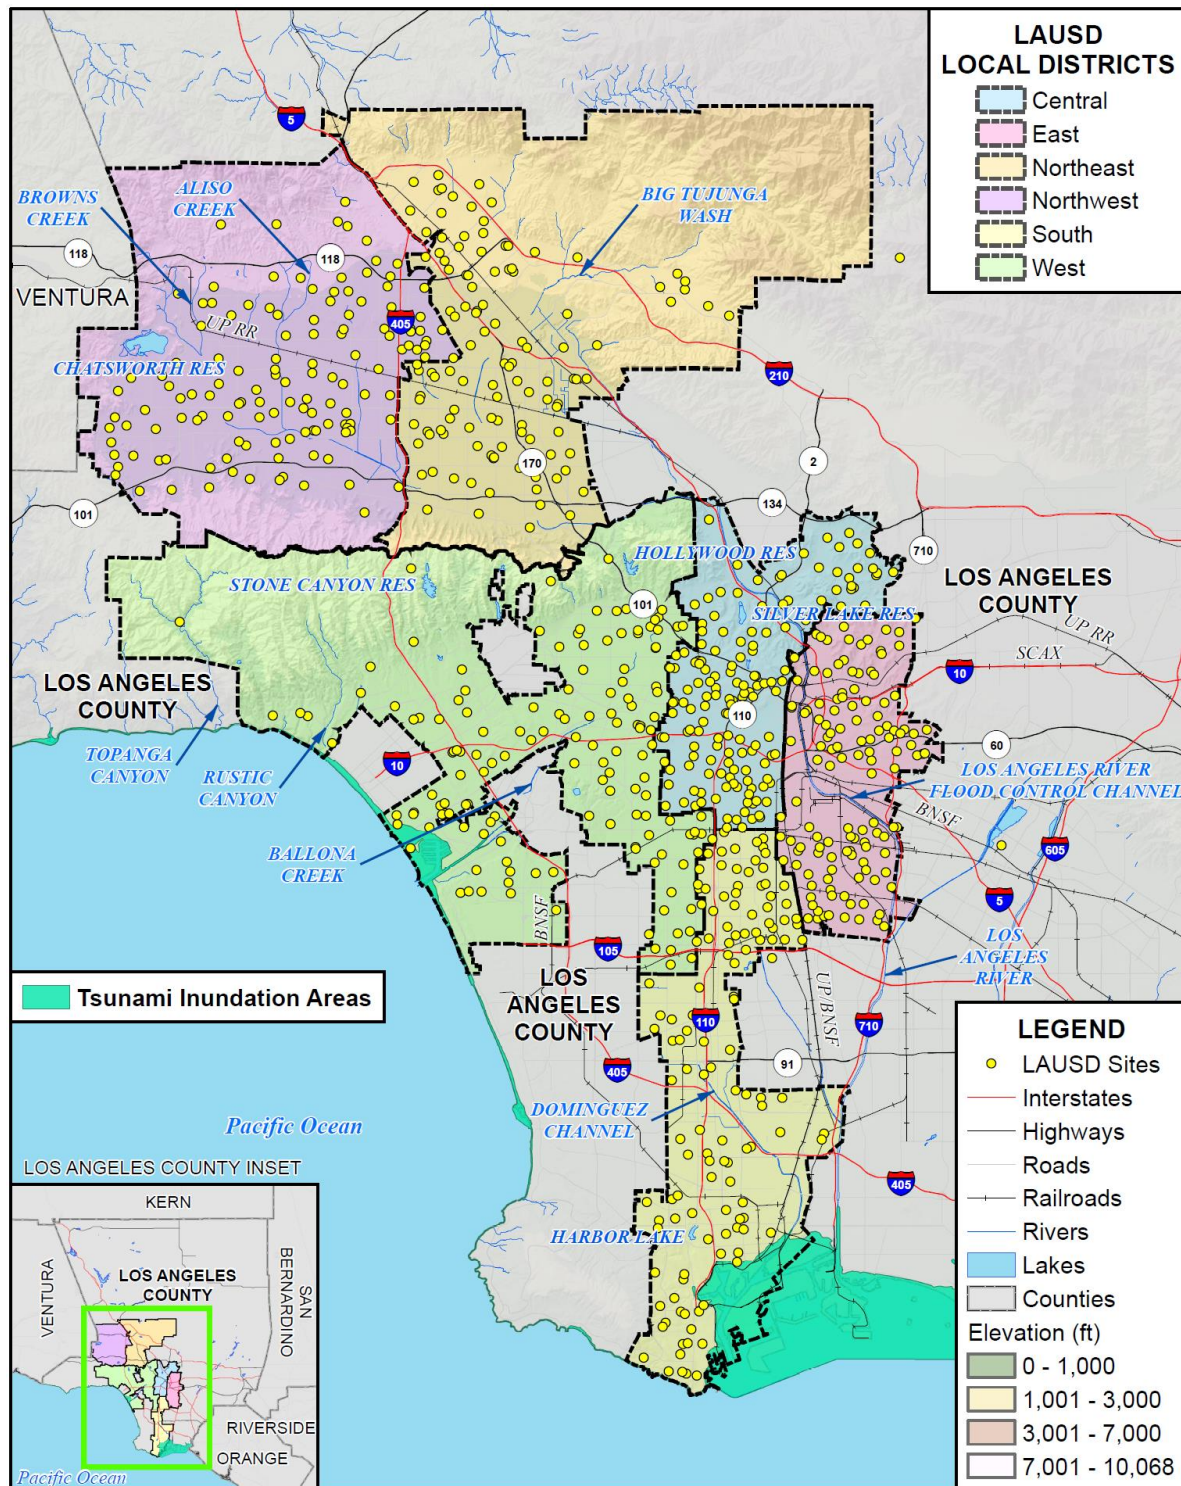 LAUSD
LOCAL DISTRICTS
Central
East
Northeast
Northwest
South
West
5
BROWNS
CREEK
ALISO
CREEK
BIG TUJUNGA
WASH
118
118
VENTURA
405
UP RR
CHATSWORTH RES
210
170
2
101
134
710
STONE CANYON RES
HOLLYWOOD RES
101
SILVER LAKE RES
LOS ANGELES
COUNTY
UP RR
SCAX
10
LOS ANGELES
COUNTY
110
60
TOPANGA
CANYON
RUSTIC
CANYON
10
LOS ANGELES RIVER
FLOOD CONTROL CHANNEL
BNSF
605
BALLONA
CREEK
5
BNSF
105
LOS
ANGELES
RIVER
LOS
ANGELES
COUNTY
Tsunami Inundation Areas
UP/BNSF
110
710
405
91
DOMINGUEZ
CHANNEL
405
Pacific Ocean
HARBOR LAKE
LEGEND
LAUSD Sites
Interstates
Highways
Roads
Railroads
Rivers
Lakes
Counties
Elevation (ft)
0 - 1,000
1,001 - 3,000
3,001 - 7,000
7,001 - 10,068
LOS ANGELES COUNTY INSET
KERN
VENTURA
LOS ANGELES
COUNTY
SAN
BERNARDINO
RIVERSIDE
ORANGE
Pacific Ocean